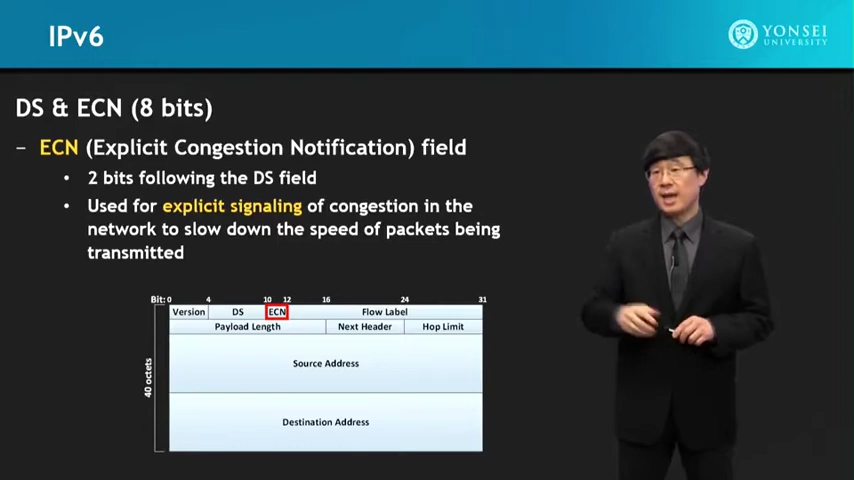 IPv6
YONSEI
UNIVERSITY
DS & ECN (8 bits)
– ECN (Explicit Congestion Notification) field
• 2 bits following the DS field
• Used for explicit signaling of congestion in the
network to slow down the speed of packets being
transmitted
Bit: 0 4 10 12 16 24 31
Version DS ECN Flow Label
Payload Length Next Header Hop Limit
40 octets
Source Address
Destination Address